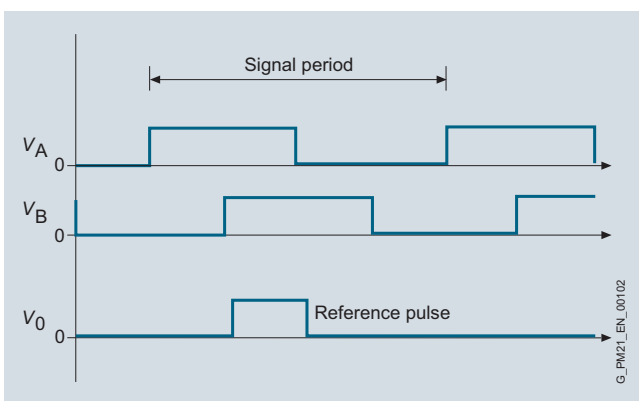 Signal period
VA
0
VB
0
V0
0
Reference pulse
G_PM21_EN_00102